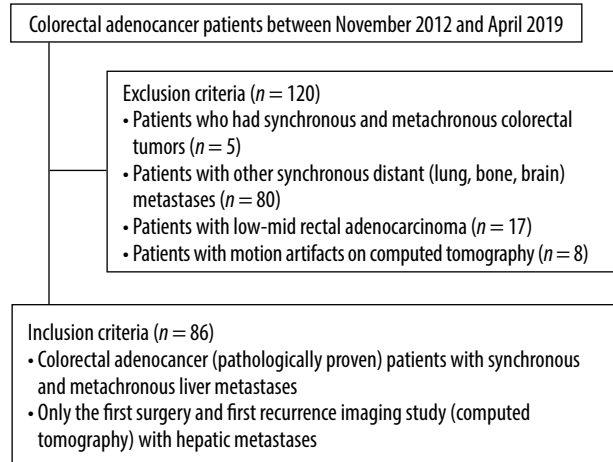 Colorectal adenocancer patients between November 2012 and April 2019
Exclusion criteria (n = 120)
• Patients who had synchronous and metachronous colorectal
tumors (n = 5)
• Patients with other synchronous distant (lung, bone, brain)
metastases (n = 80)
• Patients with low-mid rectal adenocarcinoma (n = 17)
• Patients with motion artifacts on computed tomography (n = 8)
Inclusion criteria (n = 86)
• Colorectal adenocancer (pathologically proven) patients with synchronous
and metachronous liver metastases
• Only the first surgery and first recurrence imaging study (computed
tomography) with hepatic metastases